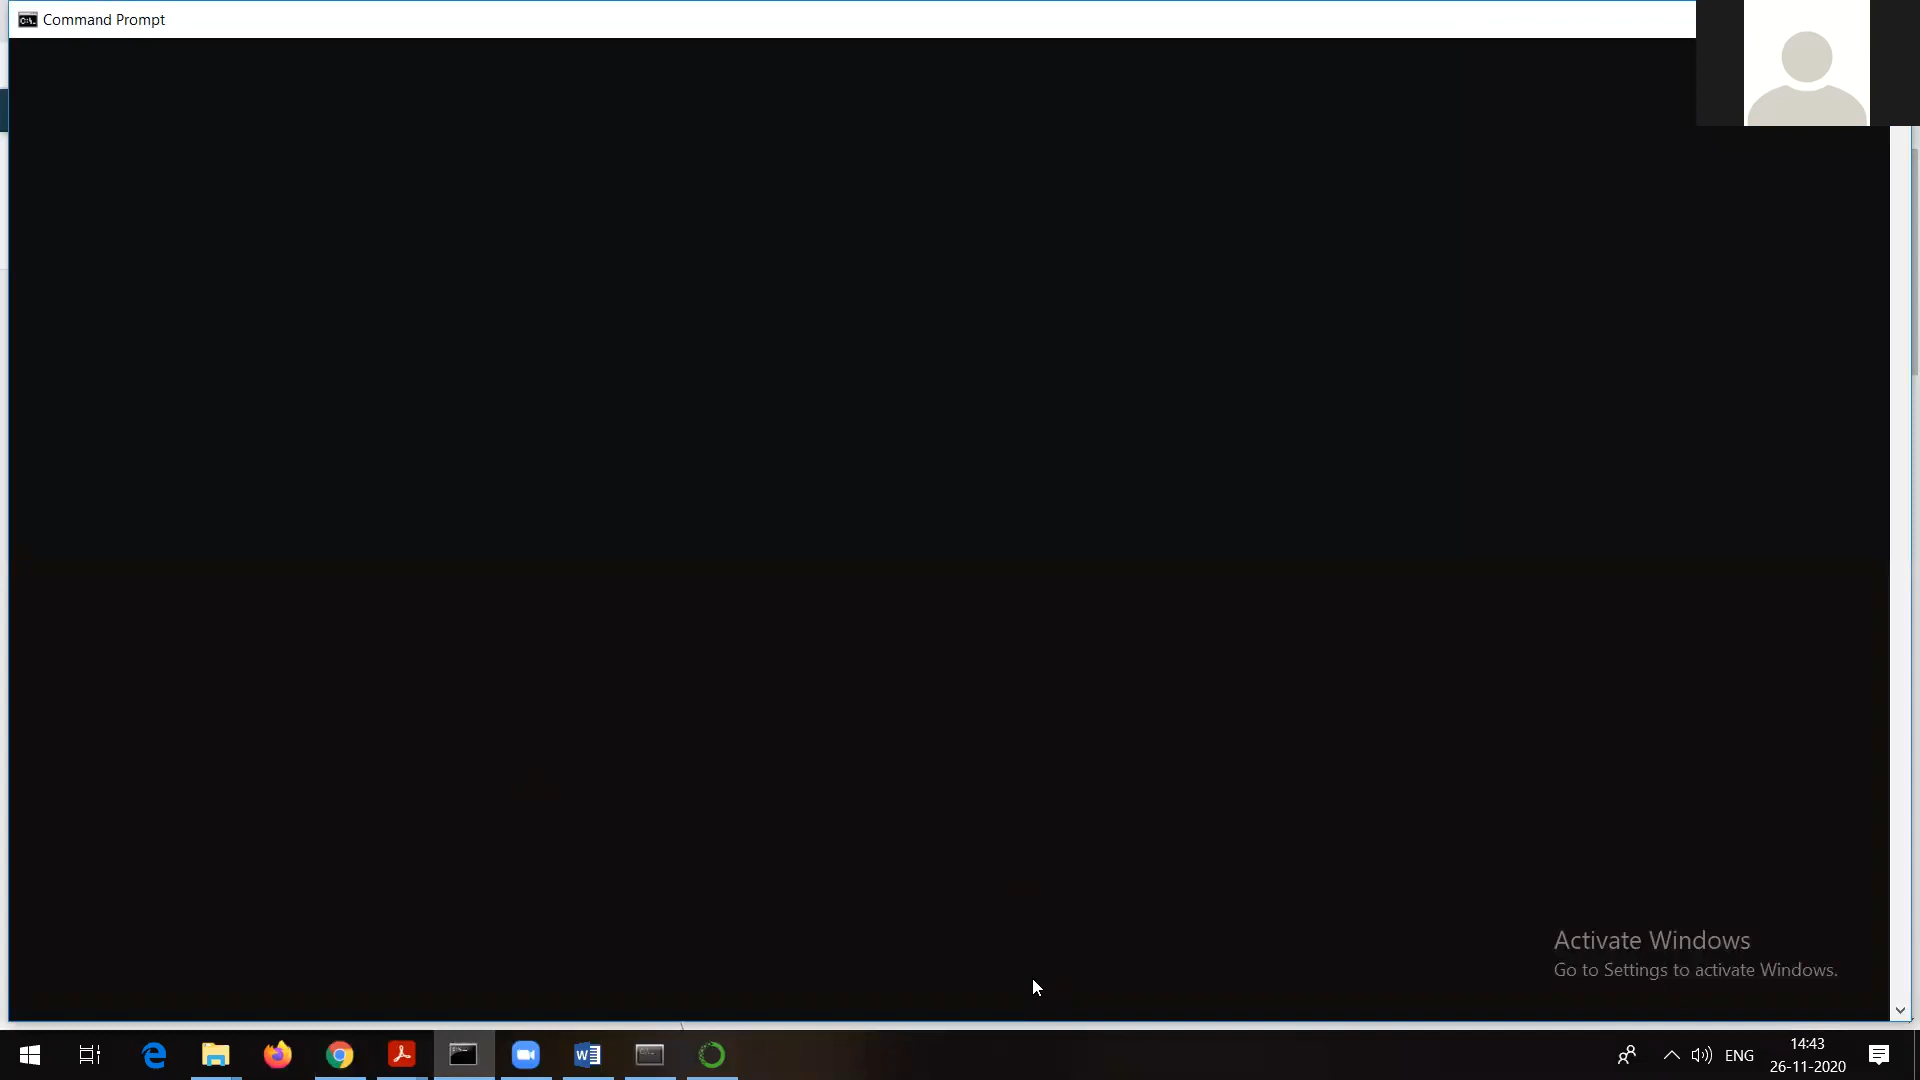 Command Prompt
Activate Windows
Go to Settings to activate Windows.
ENG
14:43
26-11-2020